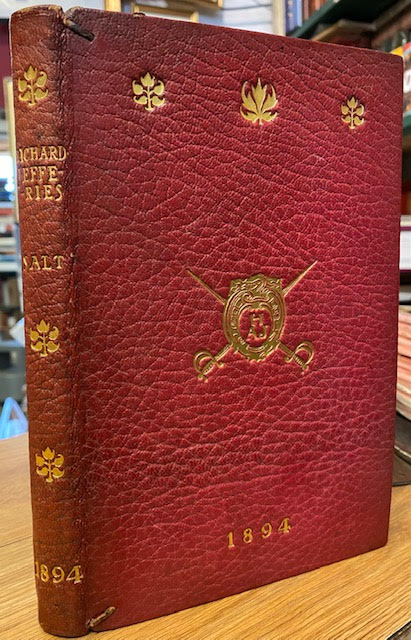 RICHARD
JEFFE-
RIES
SALT
1894
1894